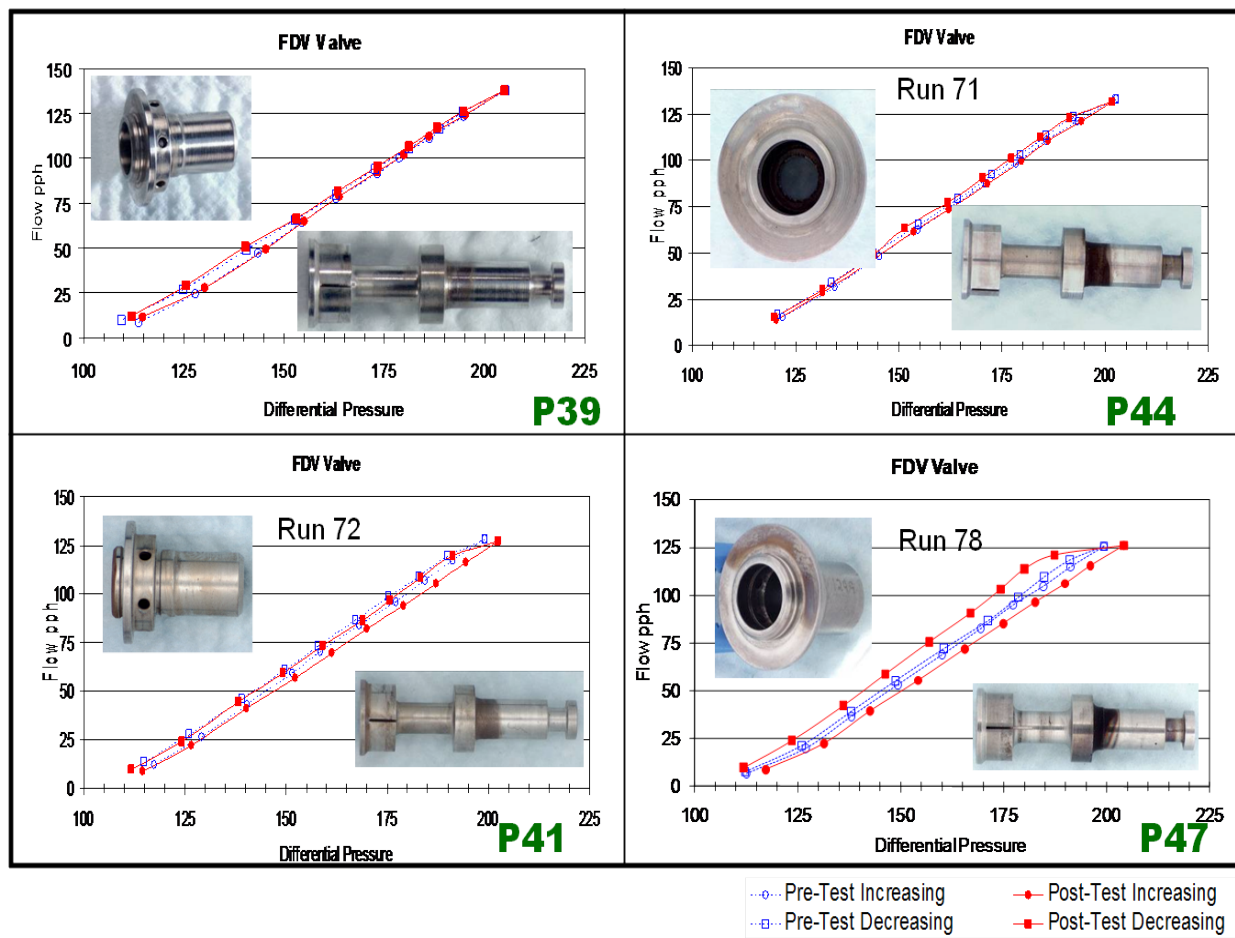 FDV Valve
150
125
100
75
50
25
0
Flow pph
100 125 150 175 200 225
Differential Pressure
P39
FDV Valve
Run 71
150
125
100
75
50
25
0
Flow pph
100 125 150 175 200 225
Differential Pressure
P44
FDV Valve
Run 72
150
125
100
75
50
25
0
Flow pph
100 125 150 175 200 225
Differential Pressure
P41
FDV Valve
Run 78
150
125
100
75
50
25
0
Flow pph
100 125 150 175 200 225
Differential Pressure
P47
Pre-Test Increasing
Post-Test Increasing
Pre-Test Decreasing
Post-Test Decreasing